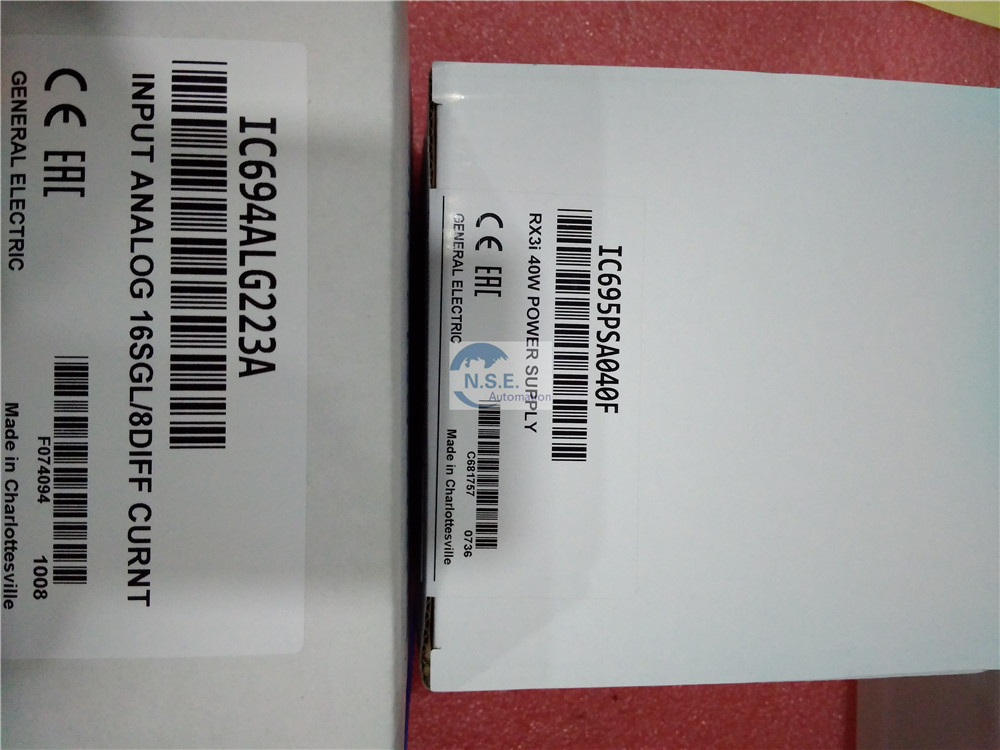 IC694ALG223A
INPUT ANALOG 16SGL/8DIFF CURNT
CE EAC
F074094 1008
GENERAL ELECTRIC
Made in Charlottesville
IC695PSA040F
RX3i 40W POWER SUPPLY
CE EAC
C681757 0736
GENERAL ELECTRIC
Made in Charlottesville
N.S.E.
Automation